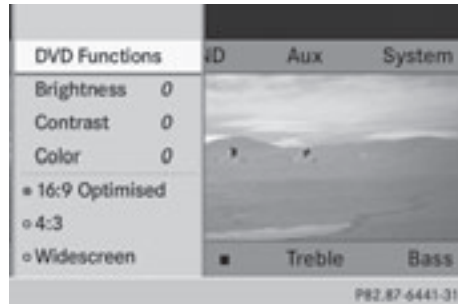 DVD Functions ND Aux System
Brightness 0
Contrast 0
Color 0
16:9 Optimised
4:3
Widescreen Treble Bass
P82.87-6441-31